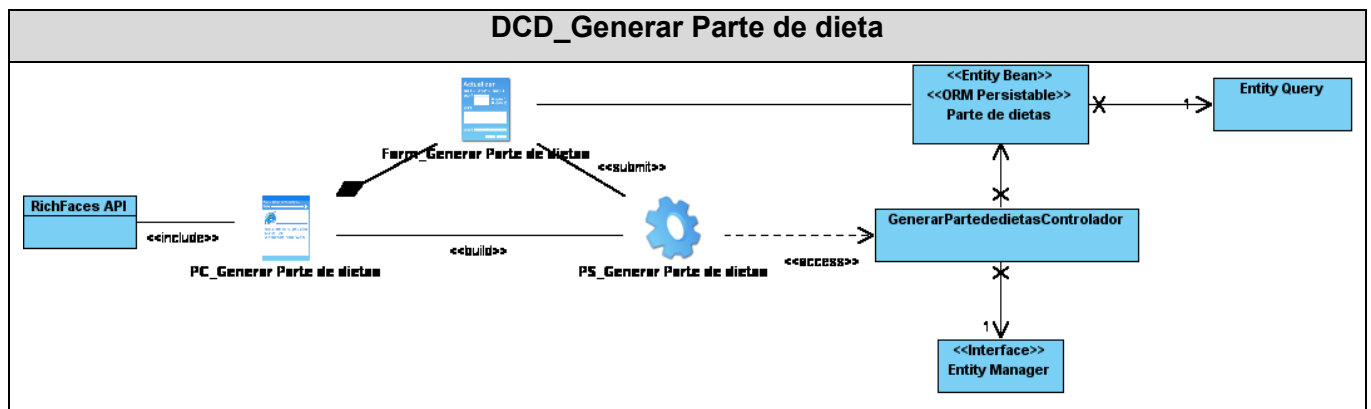 DCD_Generar Parte de dieta
<<Entity Bean>>
<<ORM Persistable>>
Parte de dietas
1
Entity Query
Actualizar
Form_Generar Parte de dietas
<<submit>>
RichFaces API
<<include>>
PC_Generar Parte de dietas
<<build>>
PS_Generar Parte de dietas
<<access>>
GenerarPartededietasControlador
1
<<Interface>>
Entity Manager